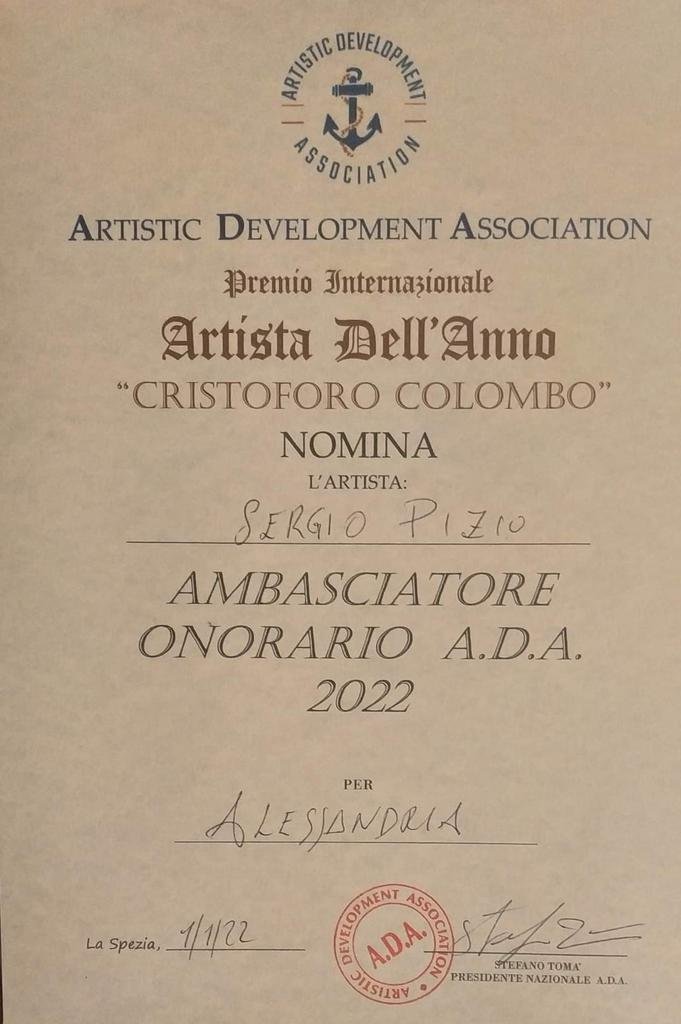 ARTISTIC DEVELOPMENT
ASSOCIATION
ARTISTIC DEVELOPMENT ASSOCIATION
Premio Internazionale
Artista Dell'Anno
“CRISTOFORO COLOMBO”
NOMINA
L'ARTISTA:
SERGIO PIZIO
AMBASCIATORE
ONORARIO A.D.A.
2022
PER
ALESSANDRIA
La Spezia, 1/1/22
ARTISTIC DEVELOPMENT ASSOCIATION
A.D.A.
STEFANO TOMA'
PRESIDENTE NAZIONALE A.D.A.